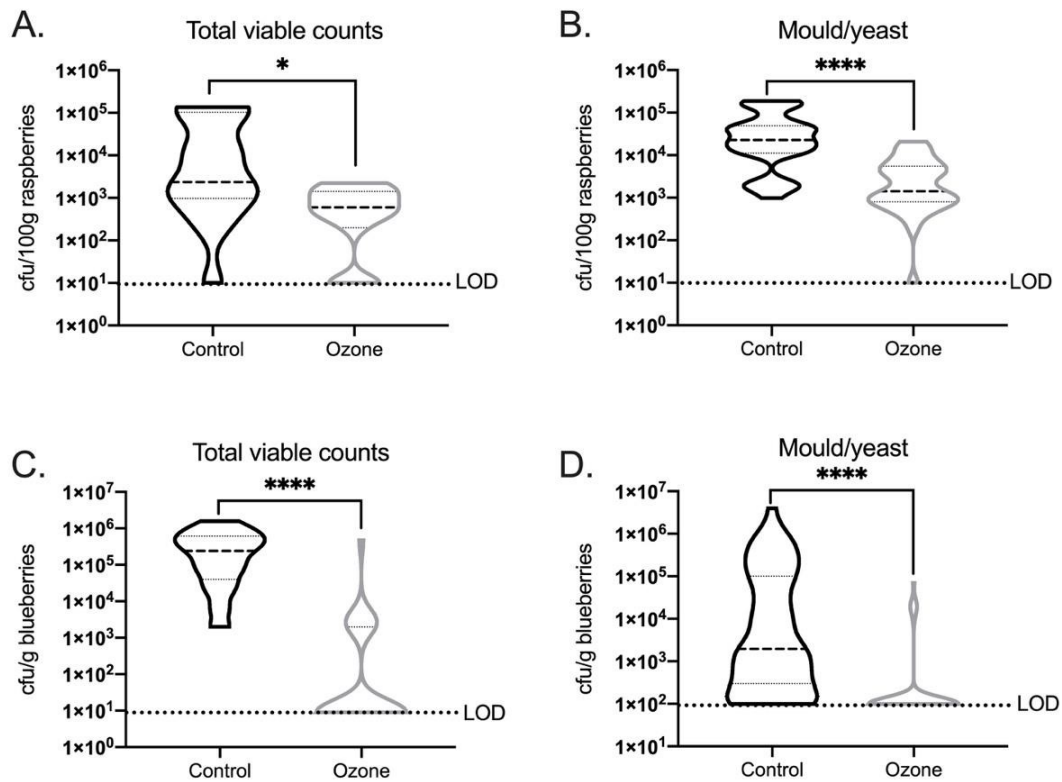 A.
Total viable counts
*
cfu/100g raspberries
1×10⁶
1×10⁵
1×10⁴
1×10³
1×10²
1×10¹
1×10⁰
LOD
Control
Ozone
B.
Mould/yeast
****
cfu/100g raspberries
1×10⁶
1×10⁵
1×10⁴
1×10³
1×10²
1×10¹
1×10⁰
LOD
Control
Ozone
C.
Total viable counts
****
cfu/g blueberries
1×10⁷
1×10⁶
1×10⁵
1×10⁴
1×10³
1×10²
1×10¹
1×10⁰
LOD
Control
Ozone
D.
Mould/yeast
****
cfu/g blueberries
1×10⁷
1×10⁶
1×10⁵
1×10⁴
1×10³
1×10²
1×10¹
LOD
Control
Ozone